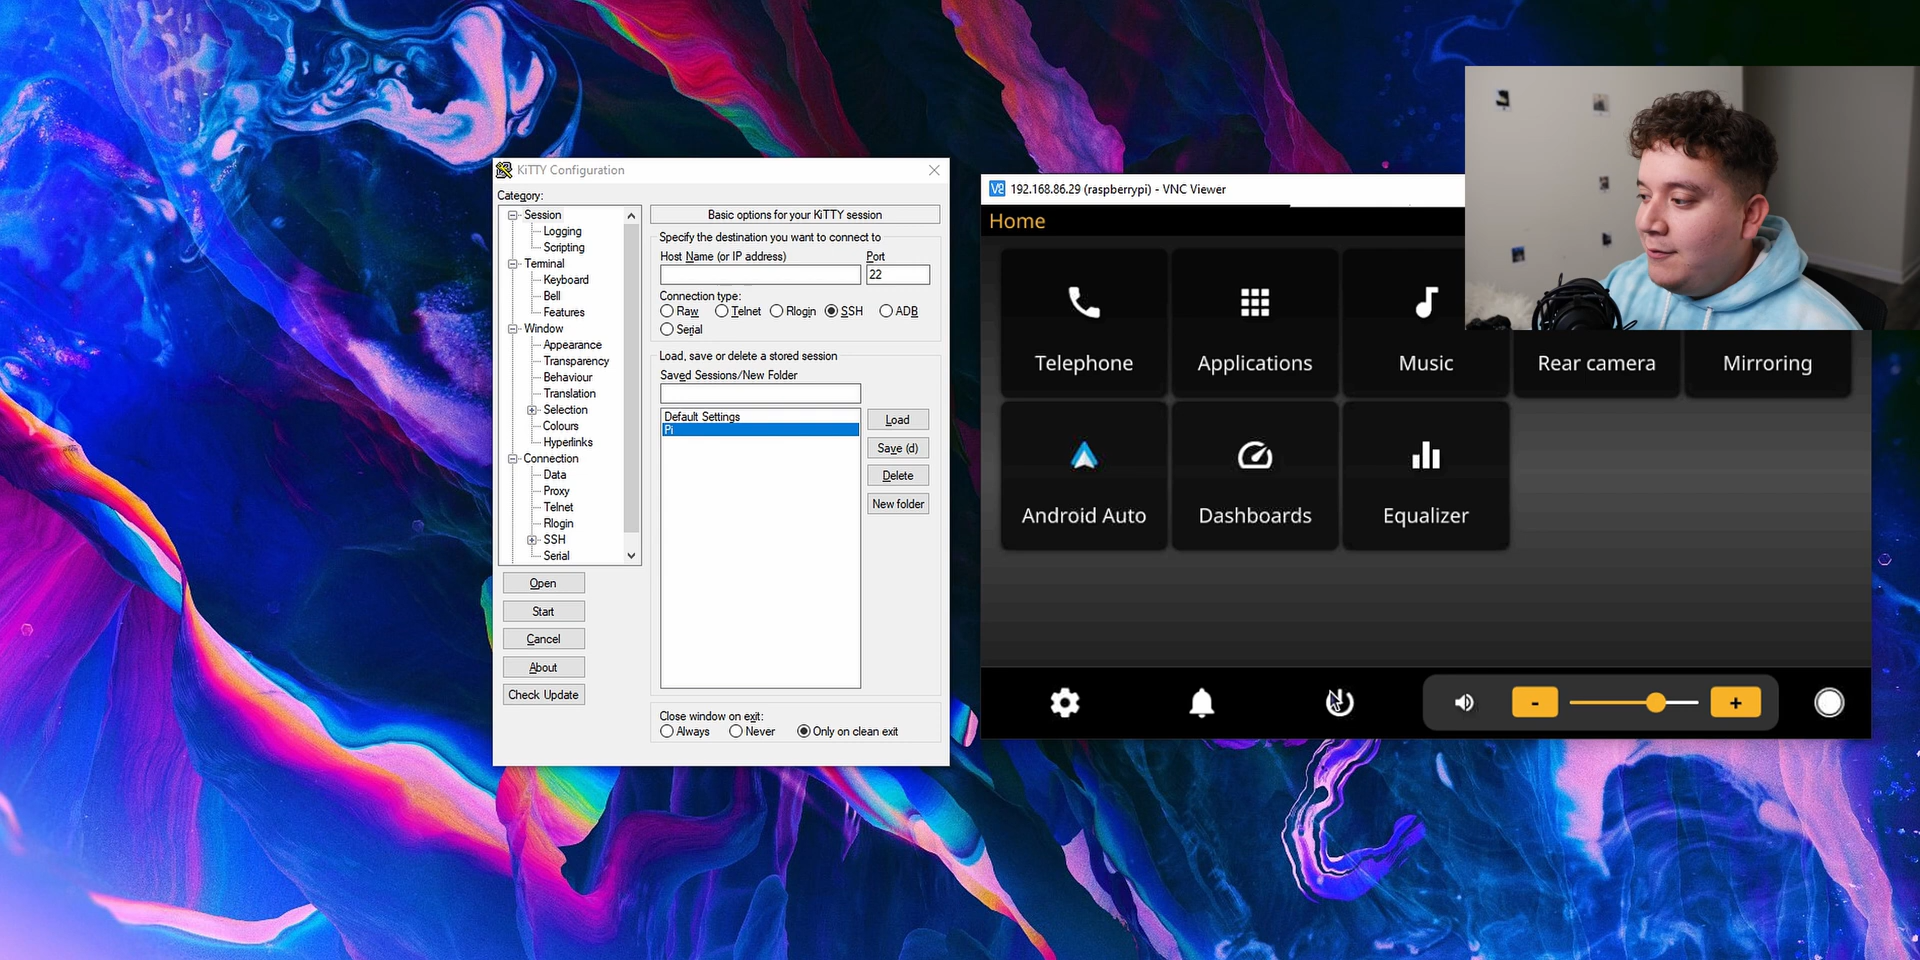 KiTTY Configuration
Category:
Session
Logging
Scripting
Terminal
Keyboard
Bell
Features
Window
Appearance
Transparency
Behaviour
Translation
Selection
Colours
Hyperlinks
Connection
Data
Proxy
Telnet
Rlogin
SSH
Serial
Open
Start
Cancel
About
Check Update
Basic options for your KiTTY session
Specify the destination you want to connect to
Host Name (or IP address) Port
22
Connection type:
Raw Telnet Rlogin SSH ADB
Serial
Load, save or delete a stored session
Saved Sessions/New Folder
Default Settings
Pi
Load
Save (d)
Delete
New folder
Close window on exit:
Always Never Only on clean exit
VS 192.168.86.29 (raspberrypi) - VNC Viewer
Home
Telephone Applications Music Rear camera Mirroring
Android Auto Dashboards Equalizer
- +